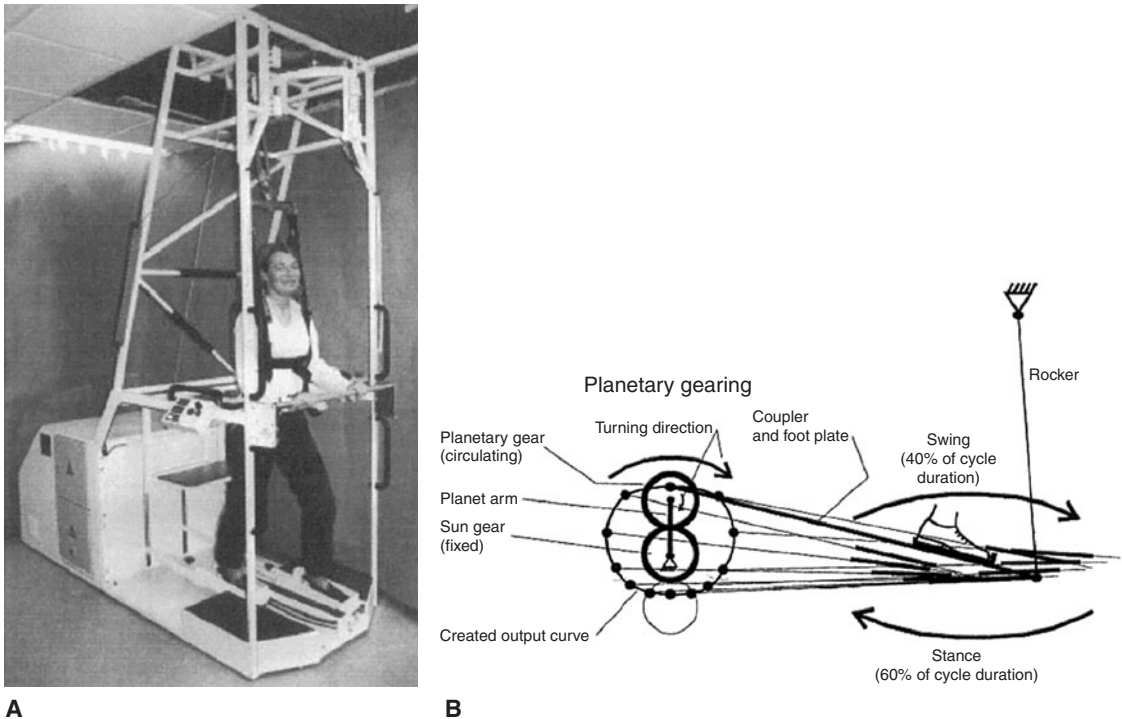 Planetary gearing
Turning direction
Coupler
and foot plate
Rocker
Planetary gear
(circulating)
Swing
(40% of cycle
duration)
Planet arm
Sun gear
(fixed)
Created output curve
Stance
(60% of cycle duration)
A
B